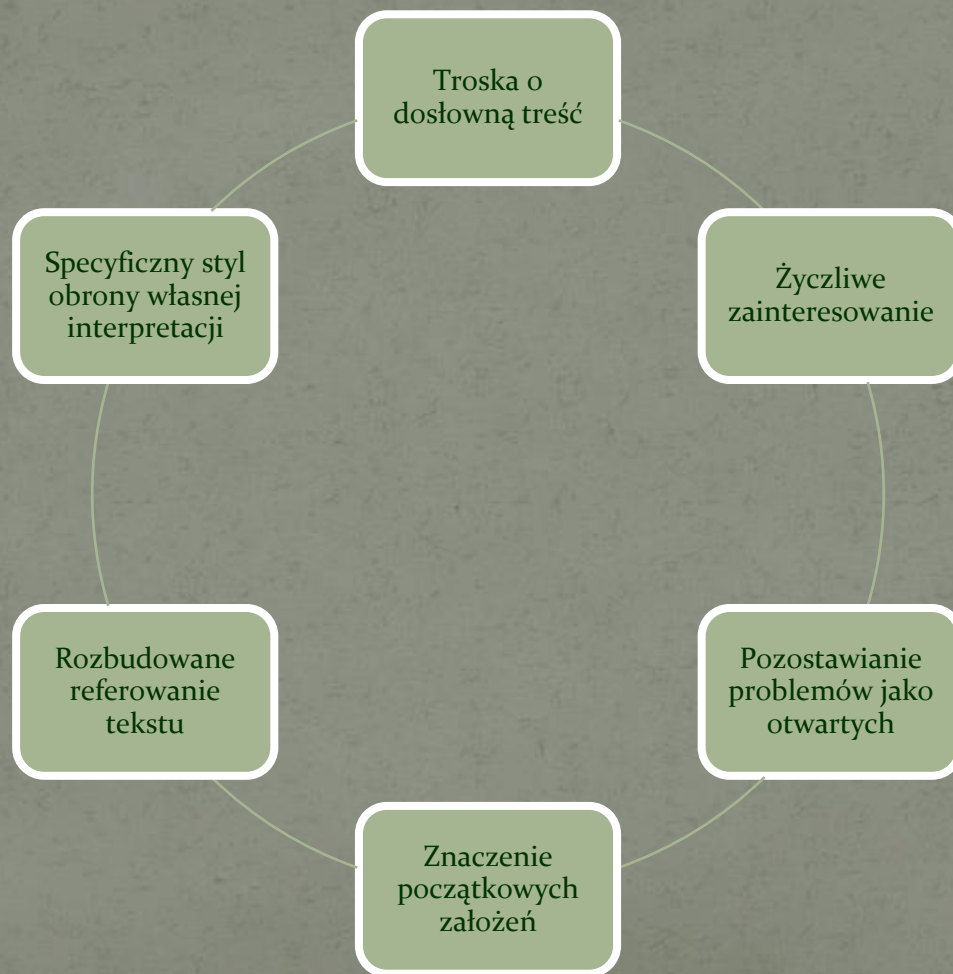 Troska o
dosłowną treść
Życzliwe
zainteresowanie
Pozostawianie
problemów jako
otwartych
Znaczenie
początkowych
założeń
Rozbudowane
referowanie
tekstu
Specyficzny styl
obrony własnej
interpretacji